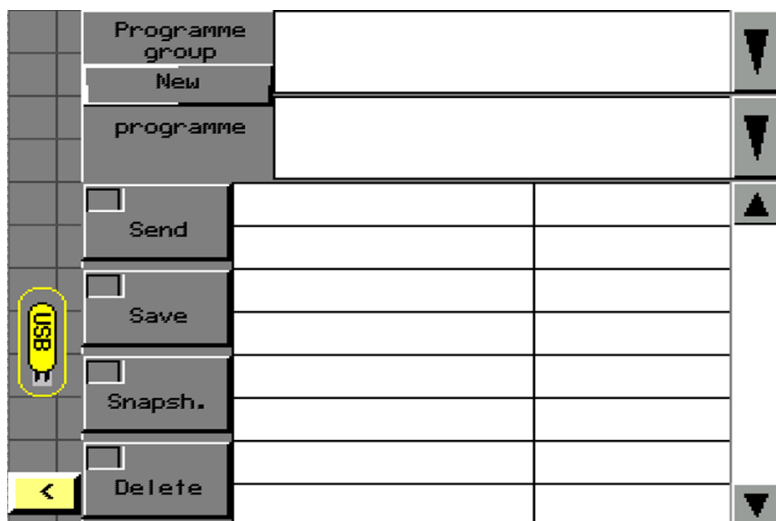 Programme
group
New
programme
Send
USB
Save
Snapsh.
Delete
<